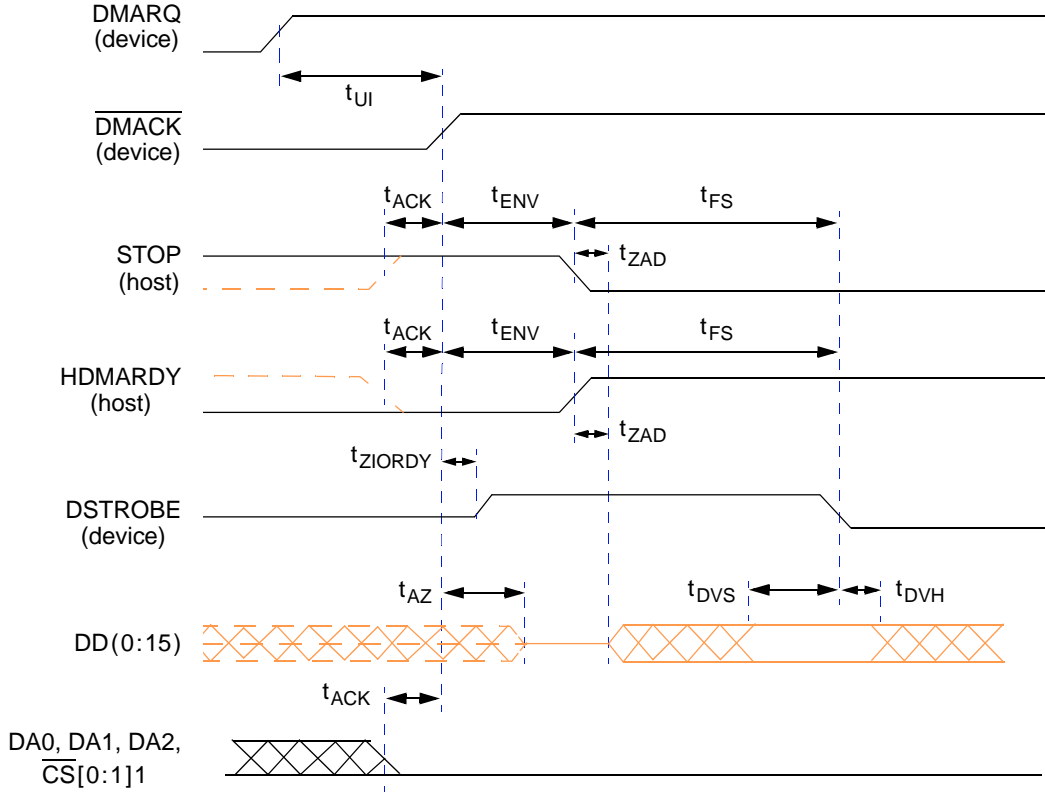 DMARQ
(device)
tUI
DMACK
(device)
tACK tENV tFS
STOP
(host)
tZAD
tACK tENV tFS
HDMARDY
(host)
tZAD
tZIORDY
DSTROBE
(device)
tAZ tDVS tDVH
DD(0:15)
tACK
DA0, DA1, DA2,
CS[0:1]1